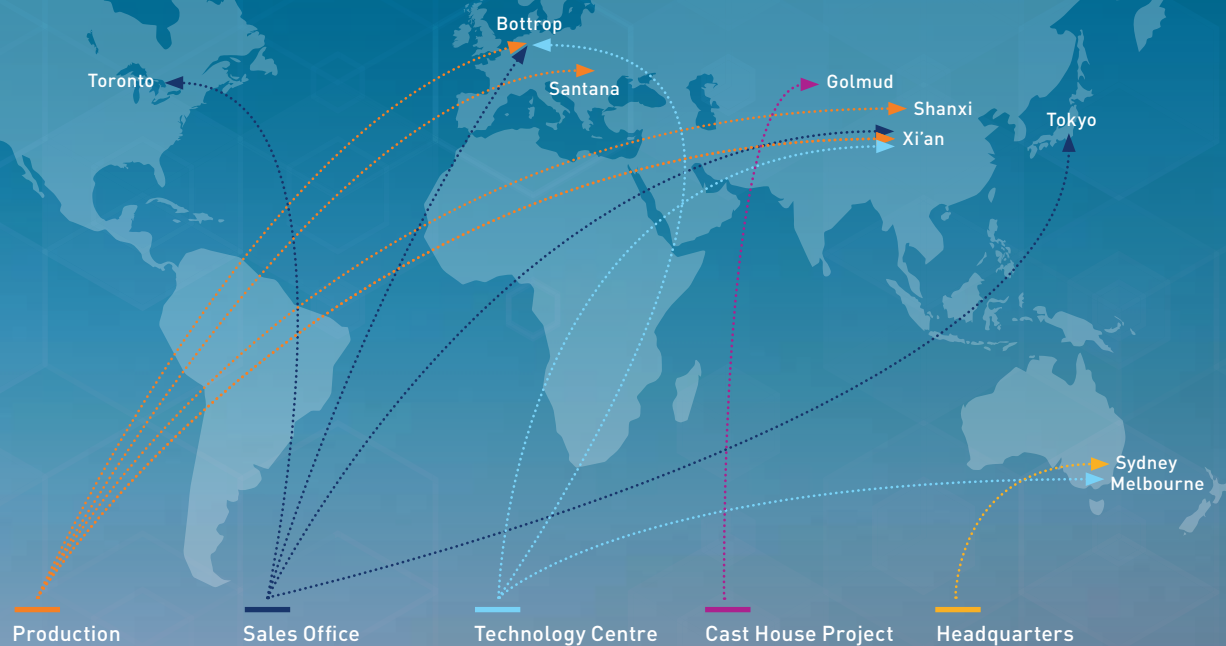 Bottrop
Toronto
Santana
Golmud
Shanxi
Tokyo
Xi'an
Sydney
Melbourne
Production
Sales Office
Technology Centre
Cast House Project
Headquarters